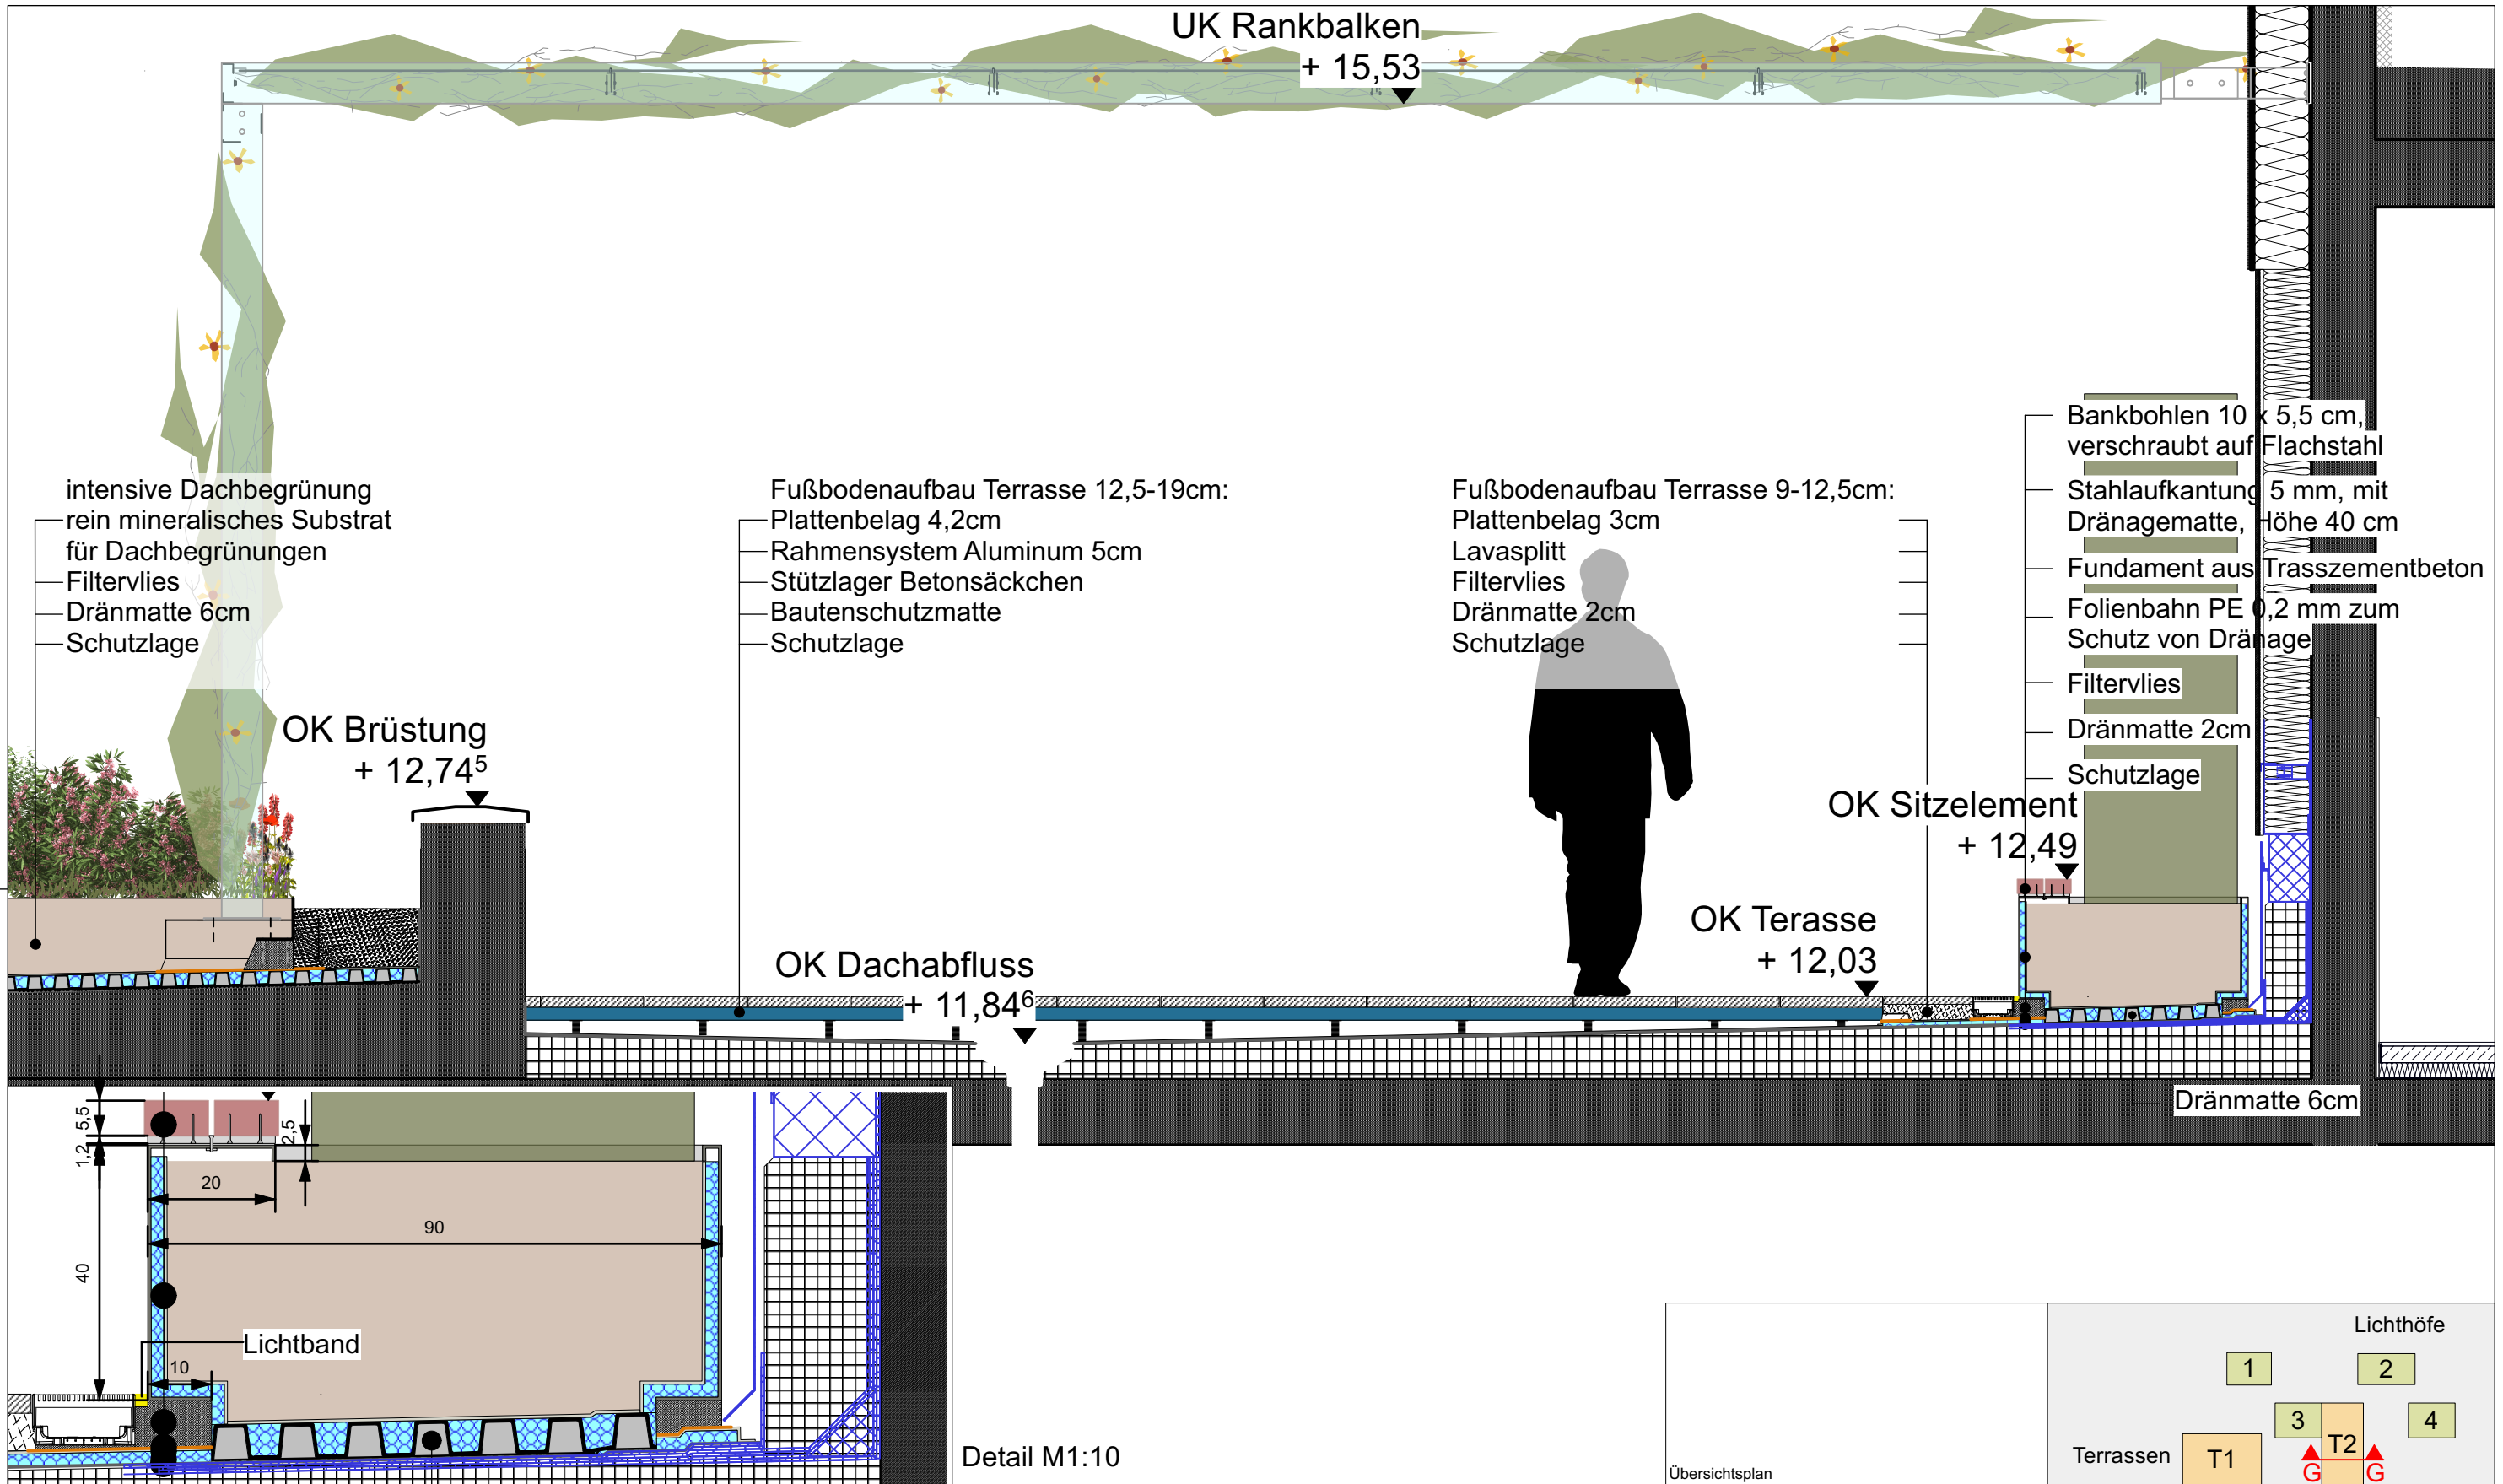 UK Rankbalken
+ 15,53
intensive Dachbegrünung
rein mineralisches Substrat
für Dachbegrünungen
Filtervlies
Dränmatte 6cm
Schutzlage
Fußbodenaufbau Terrasse 12,5-19cm:
Plattenbelag 4,2cm
Rahmensystem Aluminum 5cm
Stützlager Betonsäckchen
Bautenschutzmatte
Schutzlage
Fußbodenaufbau Terrasse 9-12,5cm:
Plattenbelag 3cm
Lavasplitt
Filtervlies
Dränmatte 2cm
Schutzlage
Bankbohlen 10 x 5,5 cm,
verschraubt auf Flachstahl
Stahlaufkantung 5 mm, mit
Dränagematte, Höhe 40 cm
Fundament aus Trasszementbeton
Folienbahn PE 0,2 mm zum
Schutz von Dränage
Filtervlies
Dränmatte 2cm
Schutzlage
OK Brüstung
+ 12,74⁵
OK Sitzelement
+ 12,49
OK Terasse
+ 12,03
OK Dachabfluss
+ 11,84⁶
Dränmatte 6cm
5,5
1,2
2,5
20
90
40
Lichtband
10
Detail M1:10
Lichthöfe
1
2
3
4
Terrassen
T1
T2
G
G
Übersichtsplan